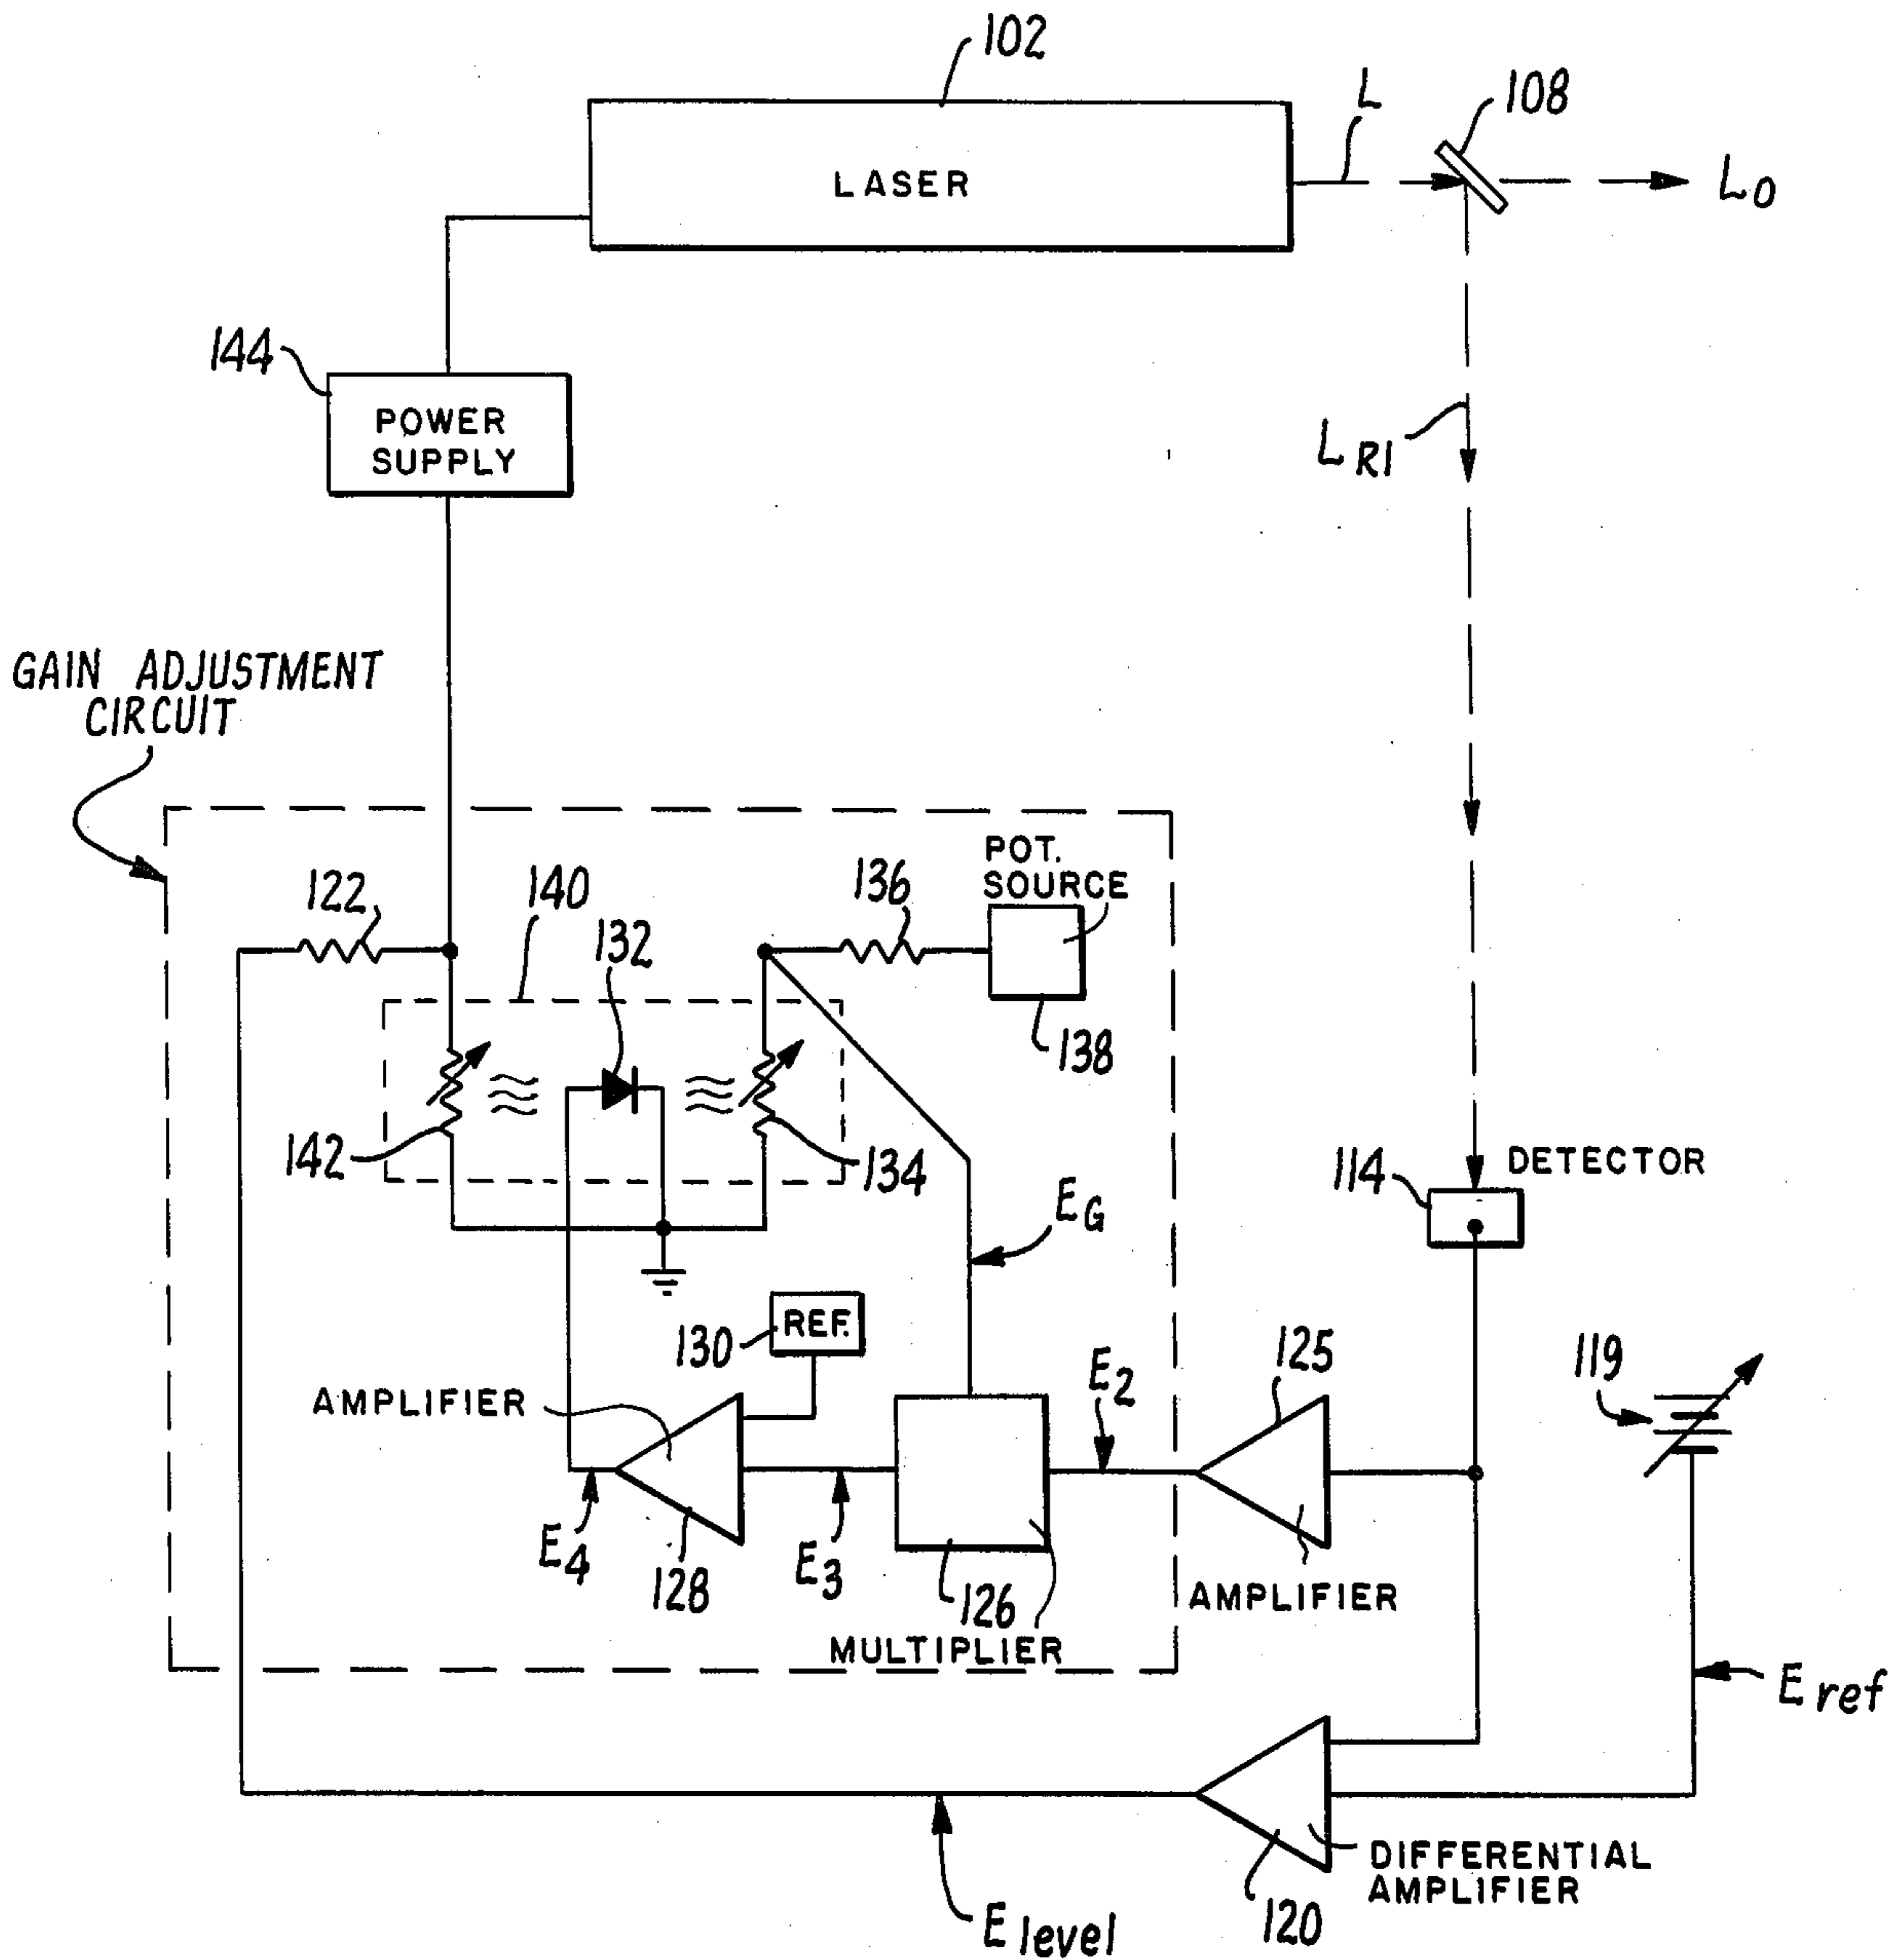 102
L
108
LASER
LO
144
POWER
SUPPLY
LR1
GAIN ADJUSTMENT
CIRCUIT
POT.
SOURCE
122
140
136
132
138
142
134
114
DETECTOR
EG
130
REF.
125
119
E2
AMPLIFIER
E4
128
E3
126
AMPLIFIER
MULTIPLIER
Eref
DIFFERENTIAL
AMPLIFIER
120
Elevel